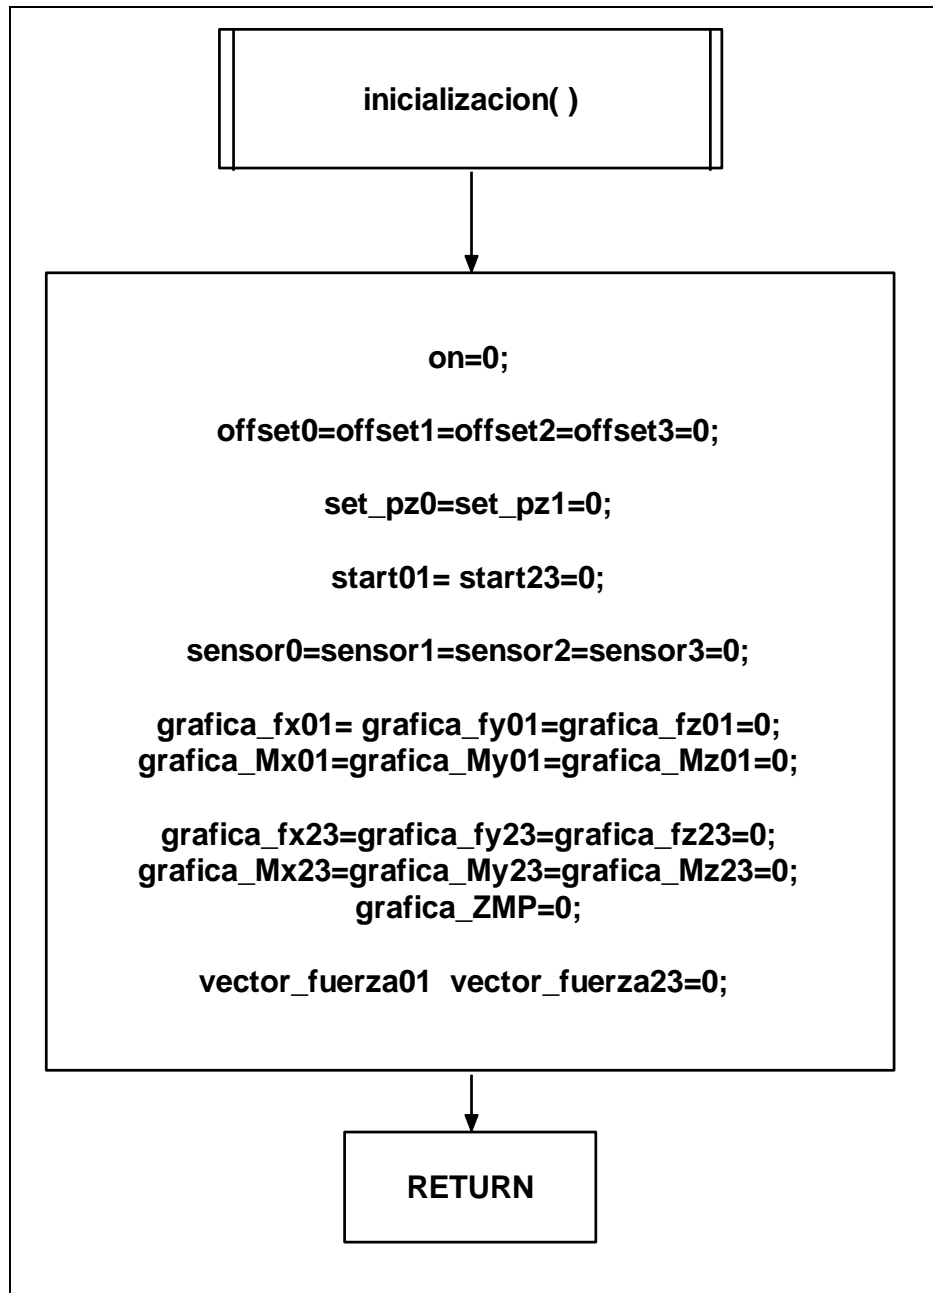 inicializacion( )
on=0;
offset0=offset1=offset2=offset3=0;
set_pz0=set_pz1=0;
start01= start23=0;
sensor0=sensor1=sensor2=sensor3=0;
grafica_fx01= grafica_fy01=grafica_fz01=0;
grafica_Mx01=grafica_My01=grafica_Mz01=0;
grafica_fx23=grafica_fy23=grafica_fz23=0;
grafica_Mx23=grafica_My23=grafica_Mz23=0;
grafica_ZMP=0;
vector_fuerza01  vector_fuerza23=0;
RETURN